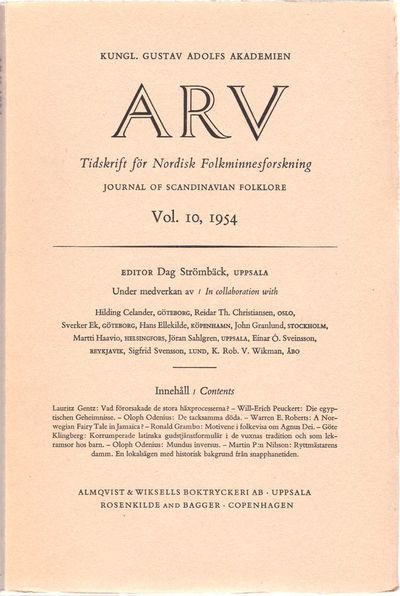 KUNGL. GUSTAV ADOLFS AKADEMIEN
ARV
Tidskrift för Nordisk Folkminnesforskning
JOURNAL OF SCANDINAVIAN FOLKLORE
Vol. 10, 1954
EDITOR Dag Strömbäck, UPPSALA
Under medverkan av / In collaboration with
Hilding Celander, GÖTEBORG, Reidar Th. Christiansen, OSLO,
Sverker Ek, GÖTEBORG, Hans Ellekilde, KÖPENHAMN, John Granlund, STOCKHOLM,
Martti Haavio, HELSINGFORS, Jöran Sahlgren, UPPSALA, Einar Ó. Sveinsson,
REYKJAVIK, Sigfrid Svensson, LUND, K. Rob. V. Wikman, ÅBO
Innehåll / Contents
Lauritz Gentz: Vad förorsakade de stora häxprocesserna? – Will-Erich Peuckert: Die egyp-
tischen Geheimnisse. – Oloph Odenius: De tacksamma döda. – Warren E. Roberts: A Nor-
wegian Fairy Tale in Jamaica? – Ronald Grambo: Motivene i folkevisa om Agnus Dei. – Göte
Klingberg: Korrumperade latinska gudstjänstformulär i de vuxnas tradition och som lek-
ramsor hos barn. – Oloph Odenius: Mundus inversus. – Martin P:n Nilson: Ryttmästarens
damm. En lokalsägen med historisk bakgrund från snapphanetiden.
ALMQVIST & WIKSELLS BOKTRYCKERI AB · UPPSALA
ROSENKILDE AND BAGGER · COPENHAGEN